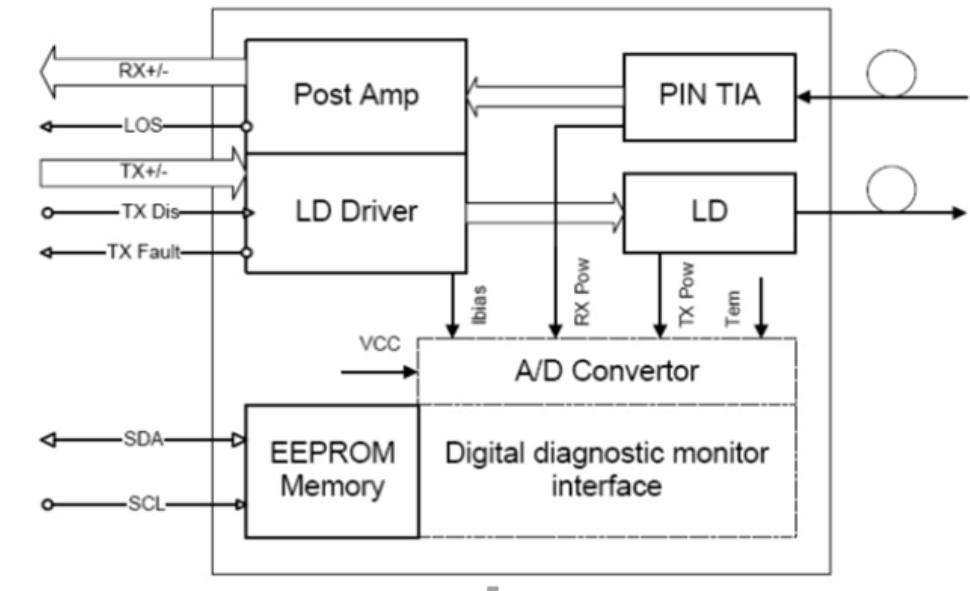 RX+/-
Post Amp
PIN TIA
LOS
TX+/-
TX Dis
LD Driver
LD
TX Fault
Ibias
RX Pow
TX Pow
Tem
VCC
A/D Convertor
SDA
EEPROM
Memory
Digital diagnostic monitor
interface
SCL